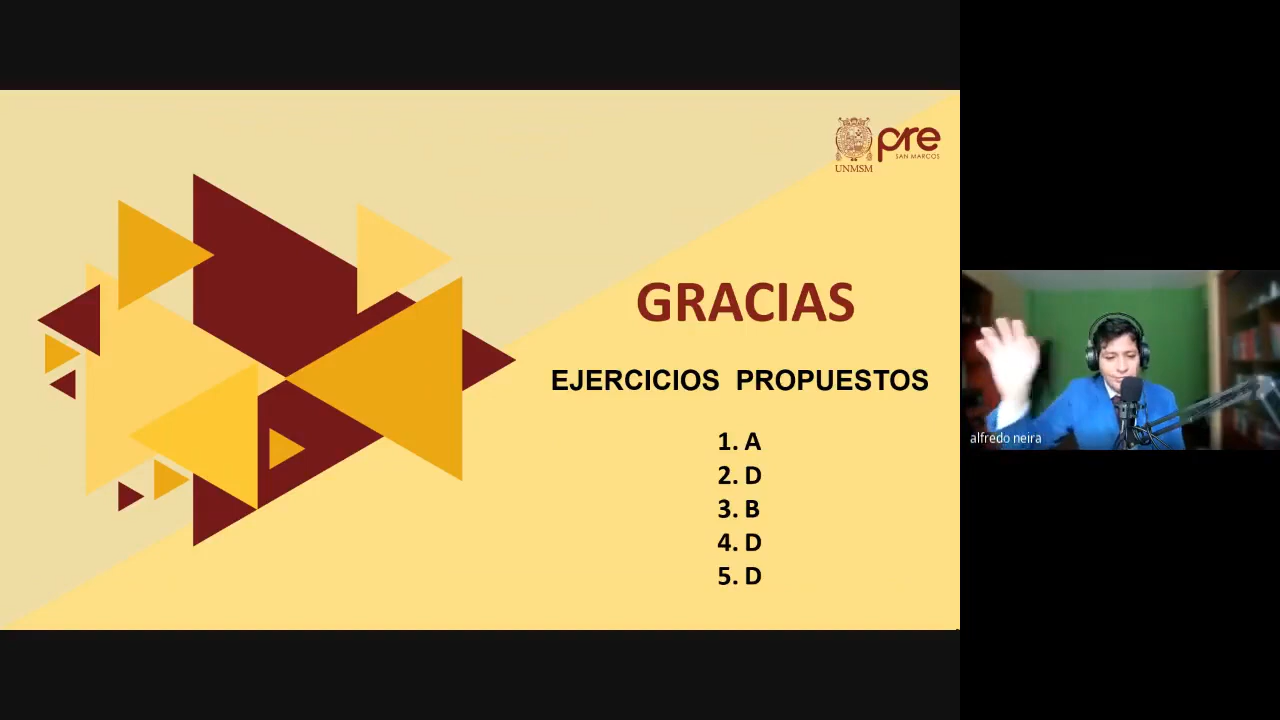 pre
SAN MARCOS
UNMSM
GRACIAS
EJERCICIOS PROPUESTOS
1. A
2. D
3. B
4. D
5. D
alfredo neira